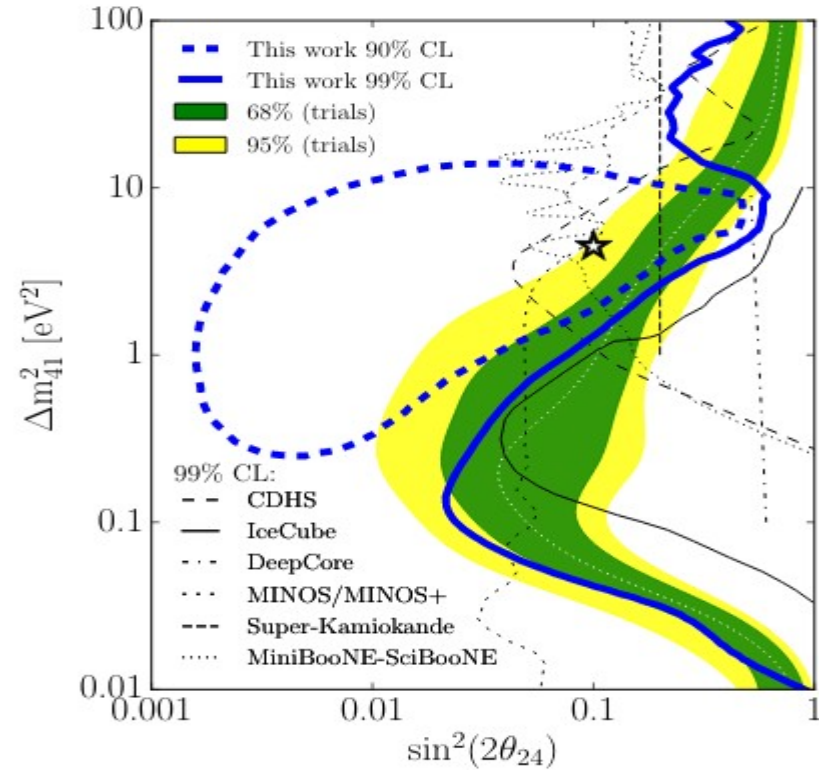 This work 90% CL
This work 99% CL
68% (trials)
95% (trials)
99% CL:
CDHS
IceCube
DeepCore
MINOS/MINOS+
Super-Kamiokande
MiniBooNE-SciBooNE
100
10
1
0.1
0.01
Δm²₄₁ [eV²]
0.001
0.01
0.1
1
sin²(2θ₂₄)